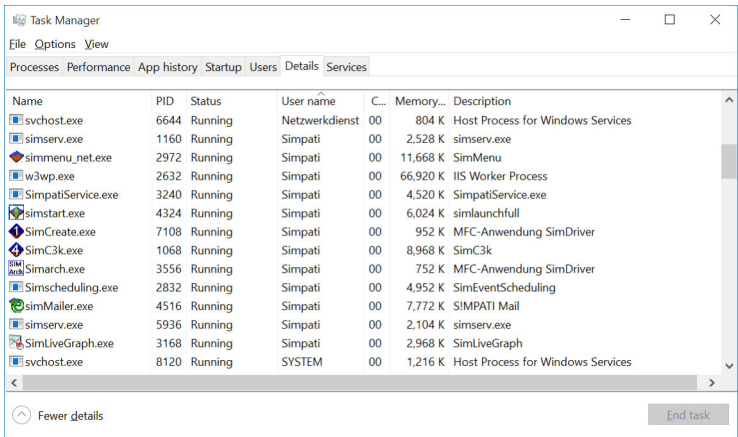 Task Manager
File Options View
Processes Performance App history Startup Users Details Services
Name PID Status User name C... Memory... Description
svchost.exe 6644 Running Netzwerkdienst 00 804 K Host Process for Windows Services
simserv.exe 1160 Running Simpati 00 2,528 K simserv.exe
simmenu_net.exe 2972 Running Simpati 00 11,668 K SimMenu
w3wp.exe 2632 Running Simpati 00 66,920 K IIS Worker Process
SimpatiService.exe 3240 Running Simpati 00 4,520 K SimpatiService.exe
simstart.exe 4324 Running Simpati 00 6,024 K simlaunchfull
1 SimCreate.exe 7108 Running Simpati 00 952 K MFC-Anwendung SimDriver
4 SimC3k.exe 1068 Running Simpati 00 8,968 K SimC3k
SIM Arch Simarch.exe 3556 Running Simpati 00 752 K MFC-Anwendung SimDriver
Simscheduling.exe 2832 Running Simpati 00 4,952 K SimEventScheduling
simMailer.exe 4516 Running Simpati 00 7,772 K S!MPATI Mail
simserv.exe 5936 Running Simpati 00 2,104 K simserv.exe
SimLiveGraph.exe 3168 Running Simpati 00 2,968 K SimLiveGraph
svchost.exe 8120 Running SYSTEM 00 1,216 K Host Process for Windows Services
Fewer details End task